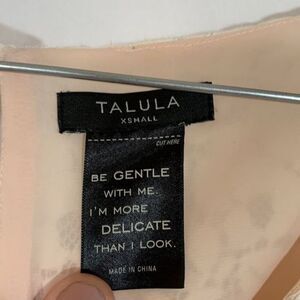 TALULA
XSMALL
CUT HERE
BE GENTLE
WITH ME.
I'M MORE
DELICATE
THAN I LOOK.
MADE IN CHINA